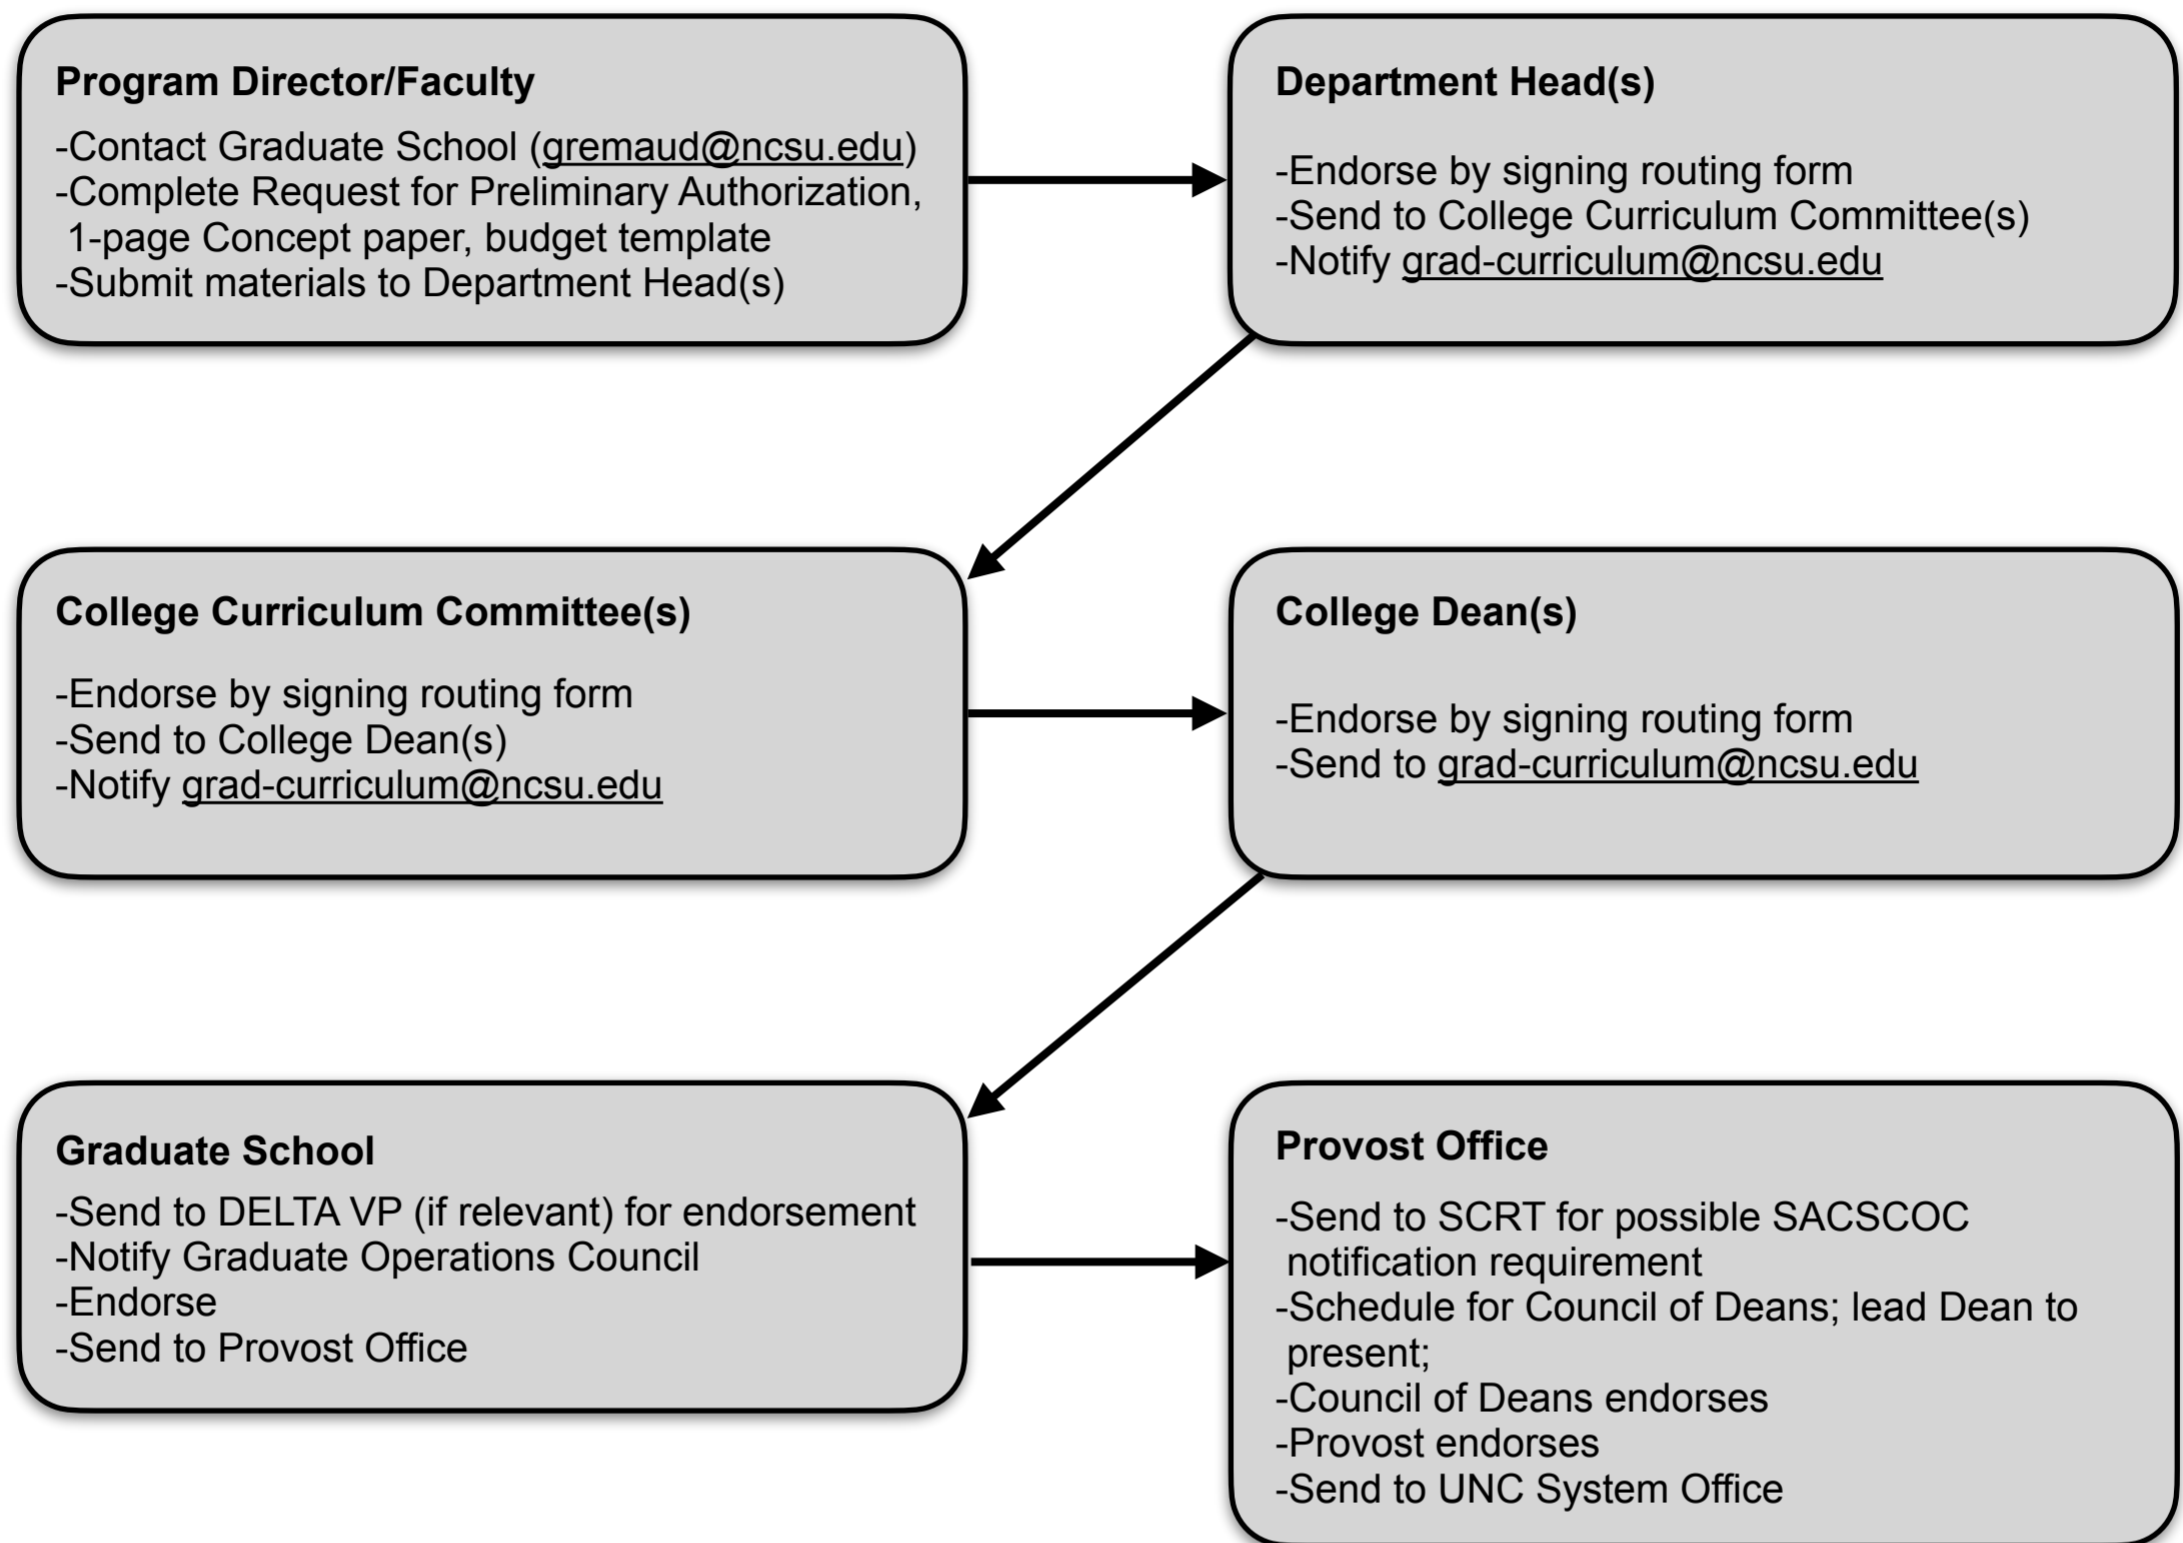 Program Director/Faculty
-Contact Graduate School (gremaud@ncsu.edu)
-Complete Request for Preliminary Authorization,
1-page Concept paper, budget template
-Submit materials to Department Head(s)
Department Head(s)
-Endorse by signing routing form
-Send to College Curriculum Committee(s)
-Notify grad-curriculum@ncsu.edu
College Curriculum Committee(s)
-Endorse by signing routing form
-Send to College Dean(s)
-Notify grad-curriculum@ncsu.edu
College Dean(s)
-Endorse by signing routing form
-Send to grad-curriculum@ncsu.edu
Graduate School
-Send to DELTA VP (if relevant) for endorsement
-Notify Graduate Operations Council
-Endorse
-Send to Provost Office
Provost Office
-Send to SCRT for possible SACSCOC
notification requirement
-Schedule for Council of Deans; lead Dean to
present;
-Council of Deans endorses
-Provost endorses
-Send to UNC System Office